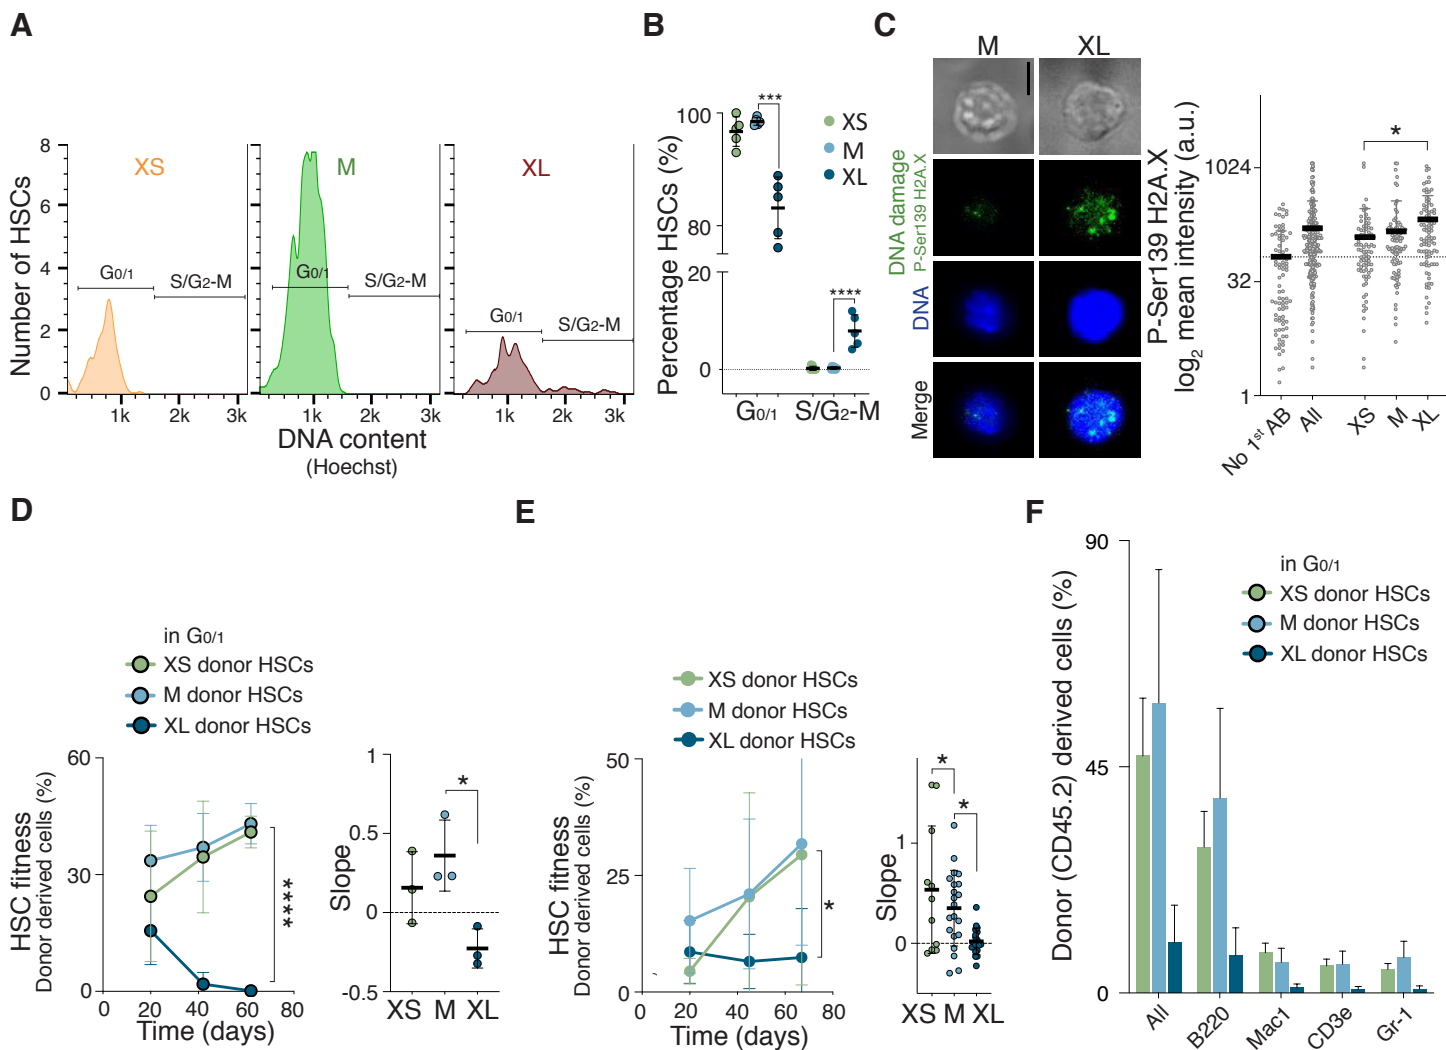 A
8
6
4
2
0
Number of HSCs
XS
G0/1
S/G2-M
M
G0/1
S/G2-M
XL
G0/1
S/G2-M
1k 2k 3k
1k 2k 3k
1k 2k 3k
DNA content
(Hoechst)
B
Percentage HSCs (%)
100
80
20
0
***
****
XS
M
XL
G0/1
S/G2-M
C
M
XL
DNA damage
P-Ser139 H2A.X
DNA
Merge
P-Ser139 H2A.X
log2 mean intensity (a.u.)
1024
32
1
*
No 1st AB
All
XS
M
XL
D
in G0/1
XS donor HSCs
M donor HSCs
XL donor HSCs
HSC fitness
Donor derived cells (%)
60
30
0
0 20 40 60 80
Time (days)
****
Slope
1
0.5
0
-0.5
*
XS M XL
E
XS donor HSCs
M donor HSCs
XL donor HSCs
HSC fitness
Donor derived cells (%)
50
25
0
0 20 40 60 80
Time (days)
*
Slope
1
0
*
*
XS M XL
F
Donor (CD45.2) derived cells (%)
90
45
0
in G0/1
XS donor HSCs
M donor HSCs
XL donor HSCs
All
B220
Mac1
CD3e
Gr-1